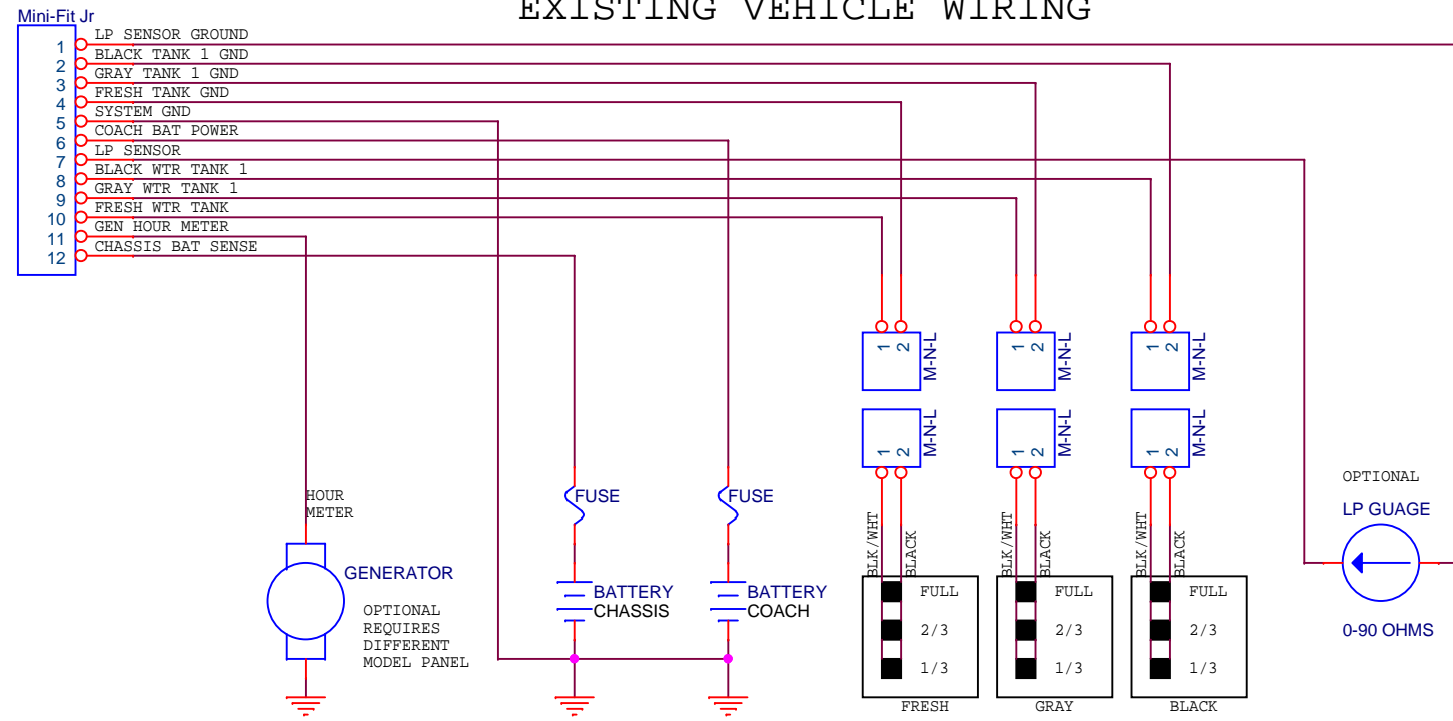 EXISTING VEHICLE WIRING
Mini-Fit Jr
1 LP SENSOR GROUND
2 BLACK TANK 1 GND
3 GRAY TANK 1 GND
4 FRESH TANK GND
5 SYSTEM GND
6 COACH BAT POWER
7 LP SENSOR
8 BLACK WTR TANK 1
9 GRAY WTR TANK 1
10 FRESH WTR TANK
11 GEN HOUR METER
12 CHASSIS BAT SENSE
1 2 M-N-L
1 2 M-N-L
1 2 M-N-L
1 2 M-N-L
1 2 M-N-L
1 2 M-N-L
HOUR
METER
GENERATOR
OPTIONAL
REQUIRES
DIFFERENT
MODEL PANEL
FUSE
BATTERY
CHASSIS
FUSE
BATTERY
COACH
BLK/WHT
BLACK
FULL
2/3
1/3
FRESH
BLK/WHT
BLACK
FULL
2/3
1/3
GRAY
BLK/WHT
BLACK
FULL
2/3
1/3
BLACK
OPTIONAL
LP GUAGE
0-90 OHMS